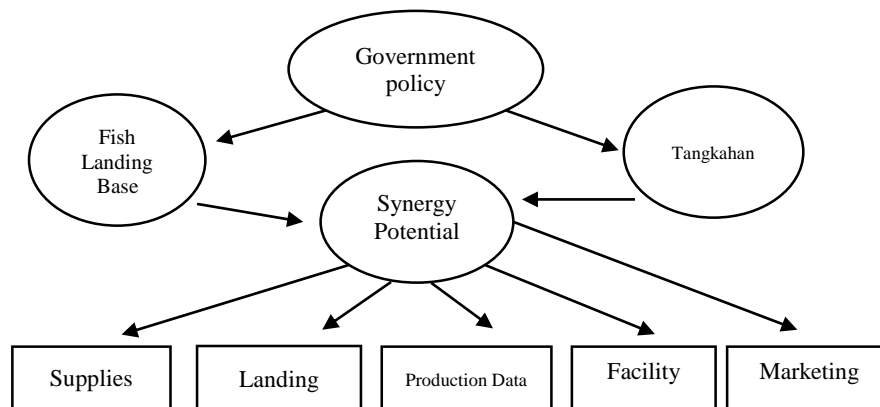 Government
policy
Fish
Landing
Base
Tangkahan
Synergy
Potential
Supplies
Landing
Production Data
Facility
Marketing